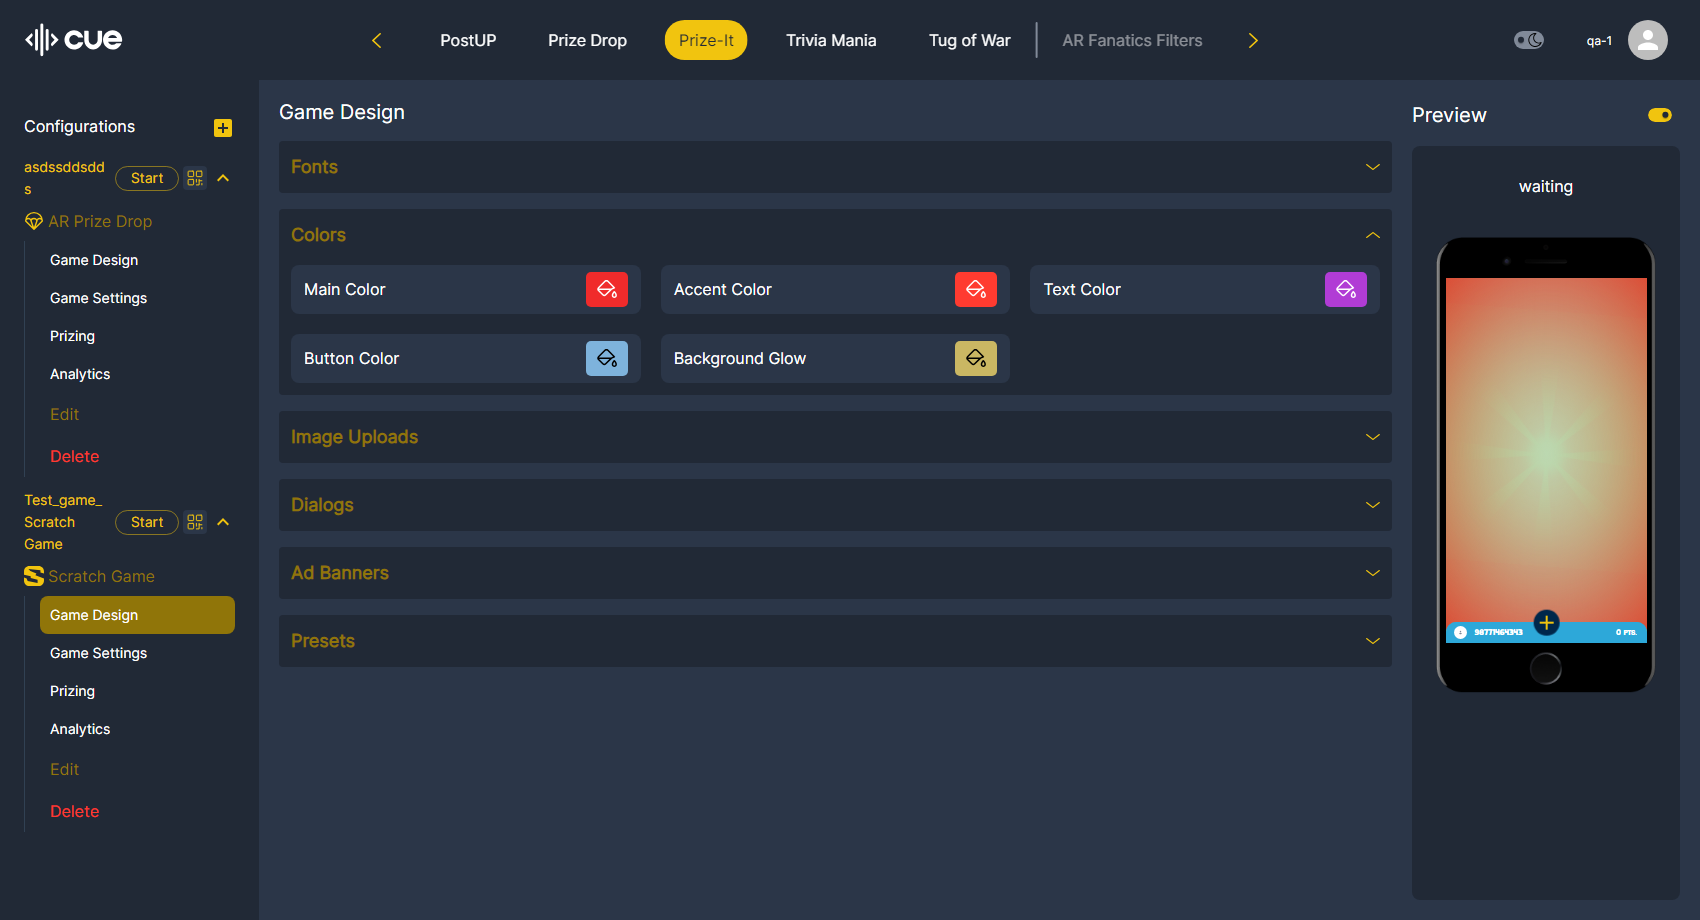 cue
PostUP
Prize Drop
Prize-It
Trivia Mania
Tug of War
AR Fanatics Filters
qa-1
Configurations
asdssddsdd
s
Start
AR Prize Drop
Game Design
Game Settings
Prizing
Analytics
Edit
Delete
Test_game_
Scratch
Game
Start
Scratch Game
Game Design
Game Settings
Prizing
Analytics
Edit
Delete
Game Design
Fonts
Colors
Main Color
Accent Color
Text Color
Button Color
Background Glow
Image Uploads
Dialogs
Ad Banners
Presets
Preview
waiting
0 PTS.